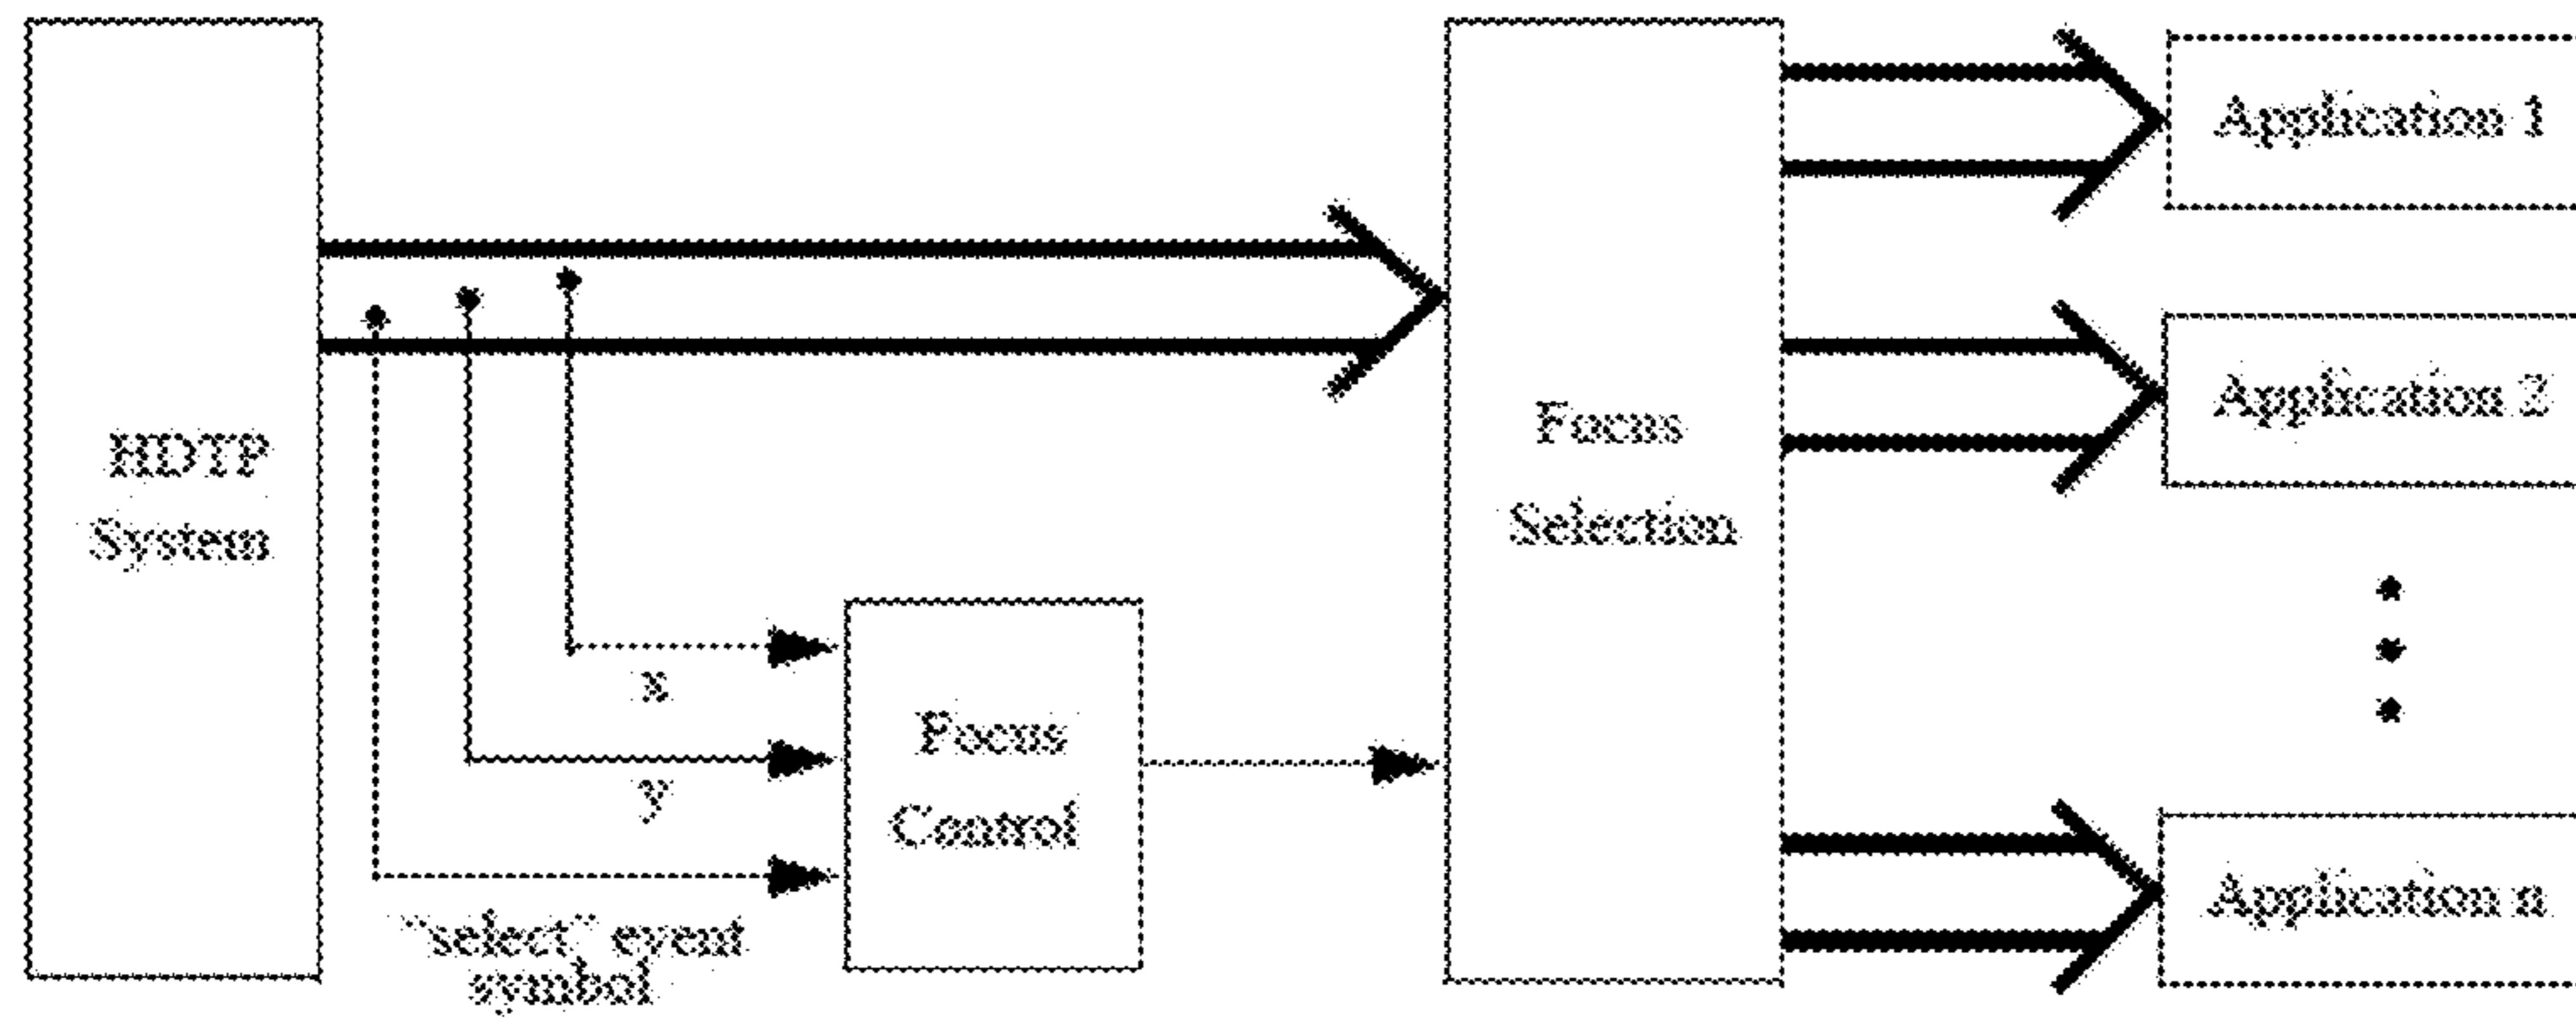 HDTP
System
x
y
"select" event
symbol
Focus
Control
Focus
Selection
Application 1
Application 2
Application n